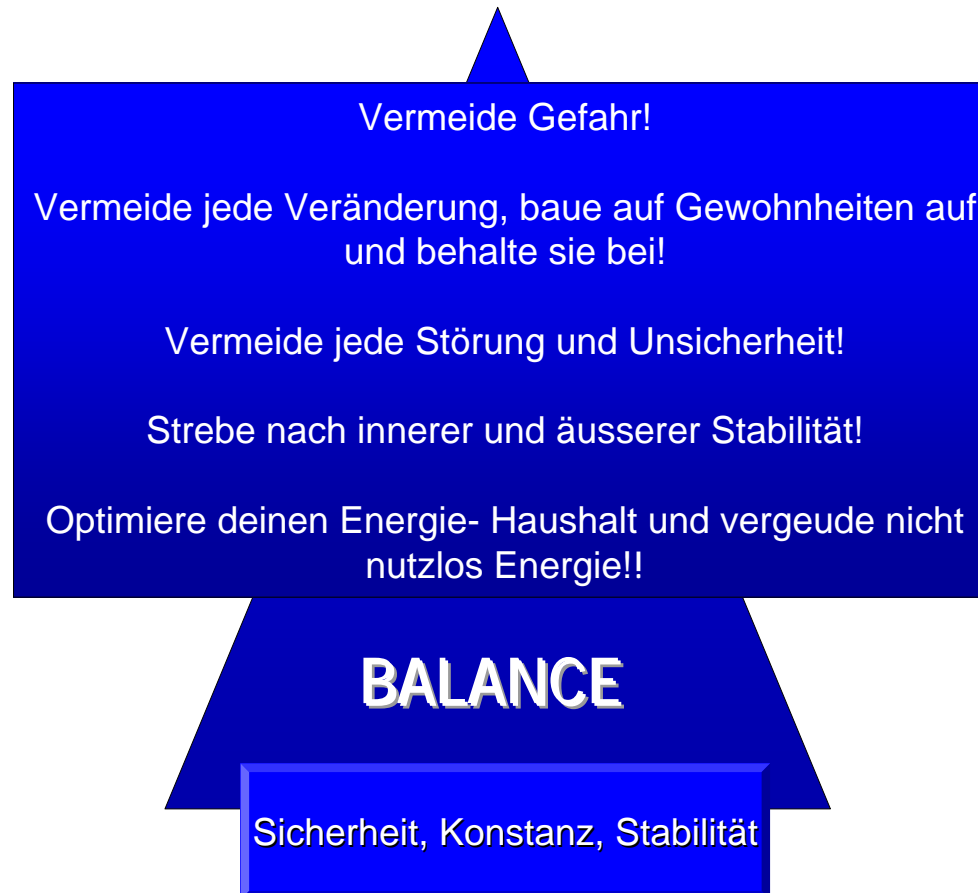 Vermeide Gefahr!
Vermeide jede Veränderung, baue auf Gewohnheiten auf
und behalte sie bei!
Vermeide jede Störung und Unsicherheit!
Strebe nach innerer und äusserer Stabilität!
Optimiere deinen Energie- Haushalt und vergeude nicht
nutzlos Energie!!
BALANCE
Sicherheit, Konstanz, Stabilität